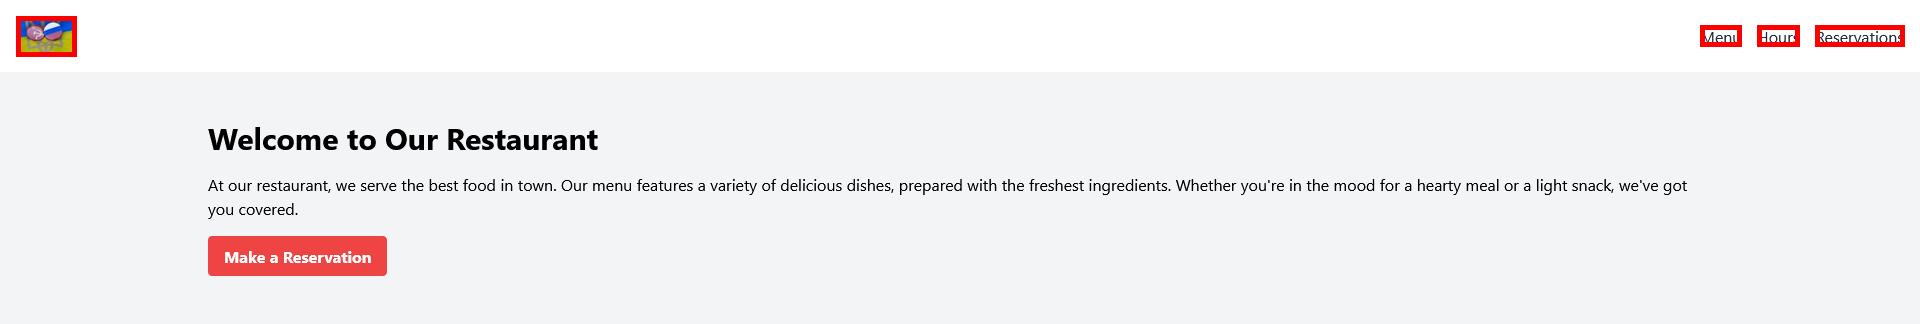 Menu
Hours
Reservations
Welcome to Our Restaurant
At our restaurant, we serve the best food in town. Our menu features a variety of delicious dishes, prepared with the freshest ingredients. Whether you're in the mood for a hearty meal or a light snack, we've got
you covered.
Make a Reservation